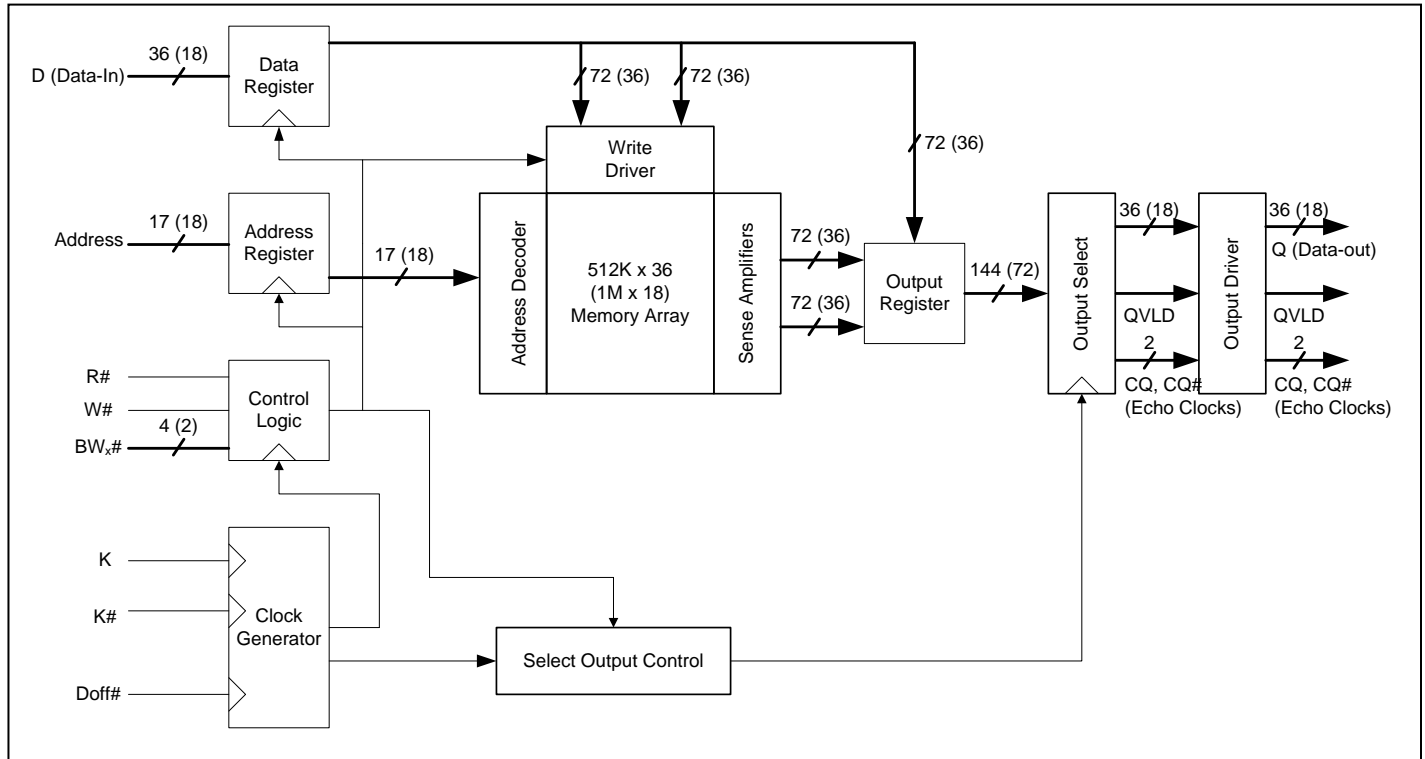 36 (18)
D (Data-In)
Data
Register
72 (36)
72 (36)
Write
Driver
72 (36)
17 (18)
Address
Address
Register
17 (18)
Address Decoder
512K x 36
(1M x 18)
Memory Array
Sense Amplifiers
72 (36)
72 (36)
Output
Register
144 (72)
Output Select
36 (18)
QVLD
2
CQ, CQ#
(Echo Clocks)
Output Driver
36 (18)
Q (Data-out)
QVLD
2
CQ, CQ#
(Echo Clocks)
R#
W#
4 (2)
BWₓ#
Control
Logic
K
K#
Doff#
Clock
Generator
Select Output Control